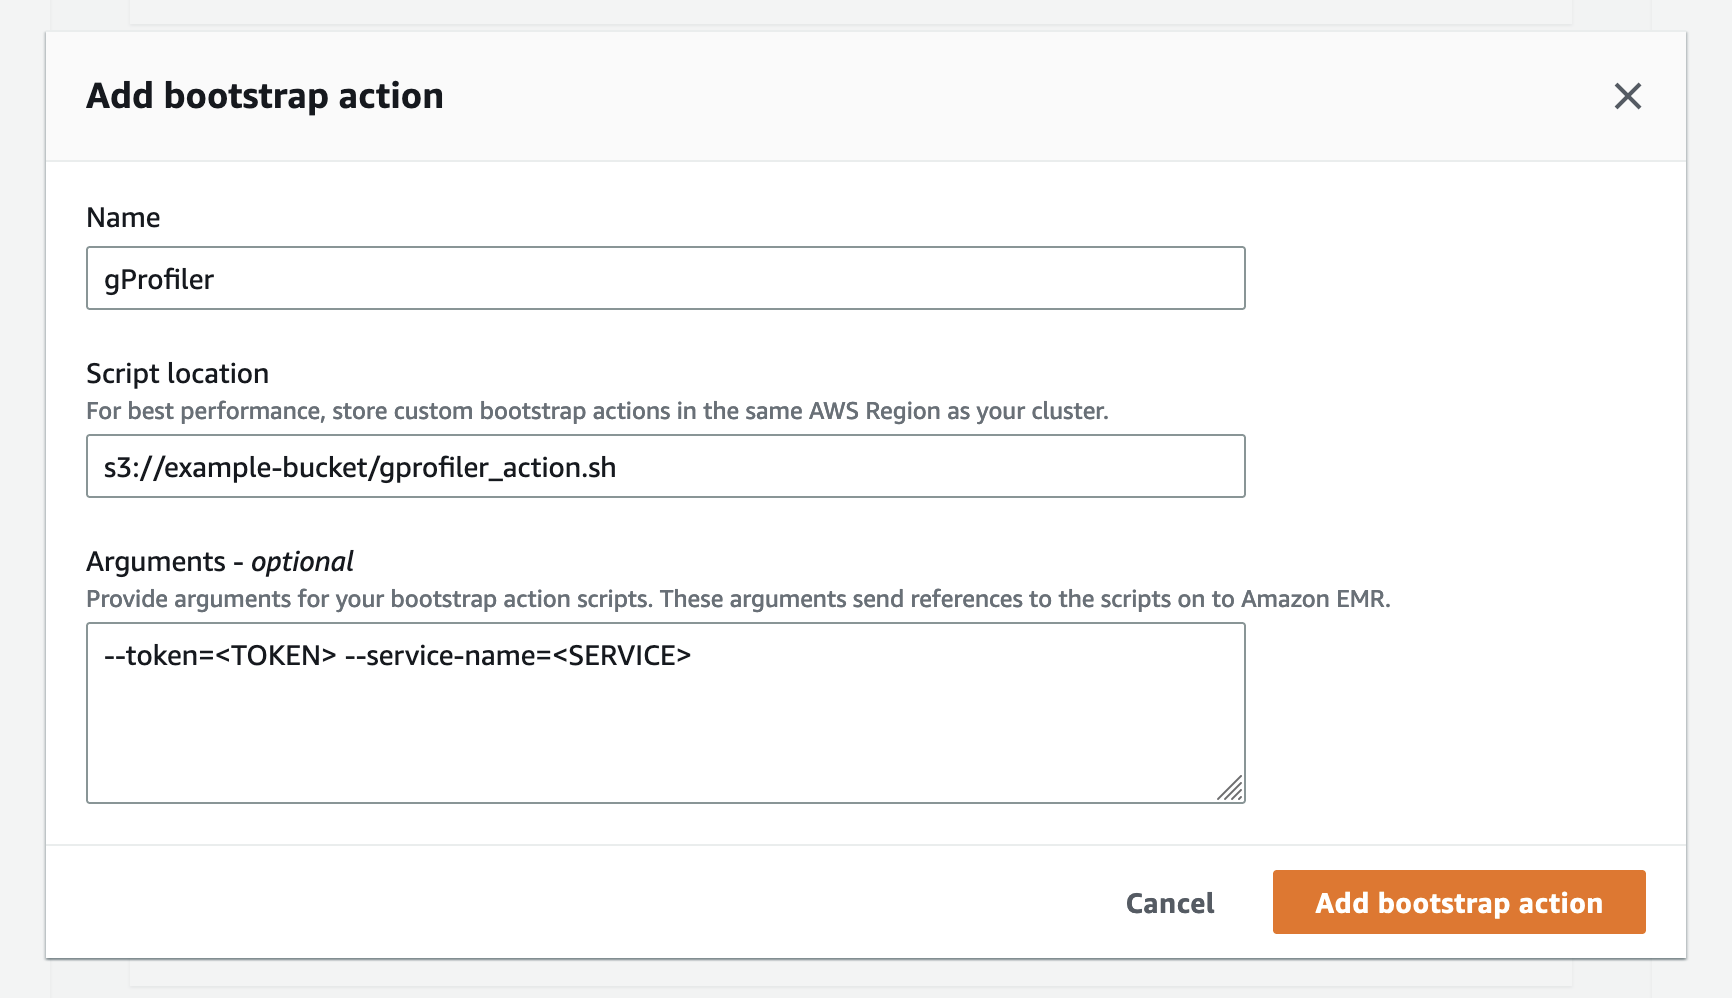 Add bootstrap action
Name
gProfiler
Script location
For best performance, store custom bootstrap actions in the same AWS Region as your cluster.
s3://example-bucket/gprofiler_action.sh
Arguments - optional
Provide arguments for your bootstrap action scripts. These arguments send references to the scripts on to Amazon EMR.
--token=<TOKEN> --service-name=<SERVICE>
Cancel
Add bootstrap action